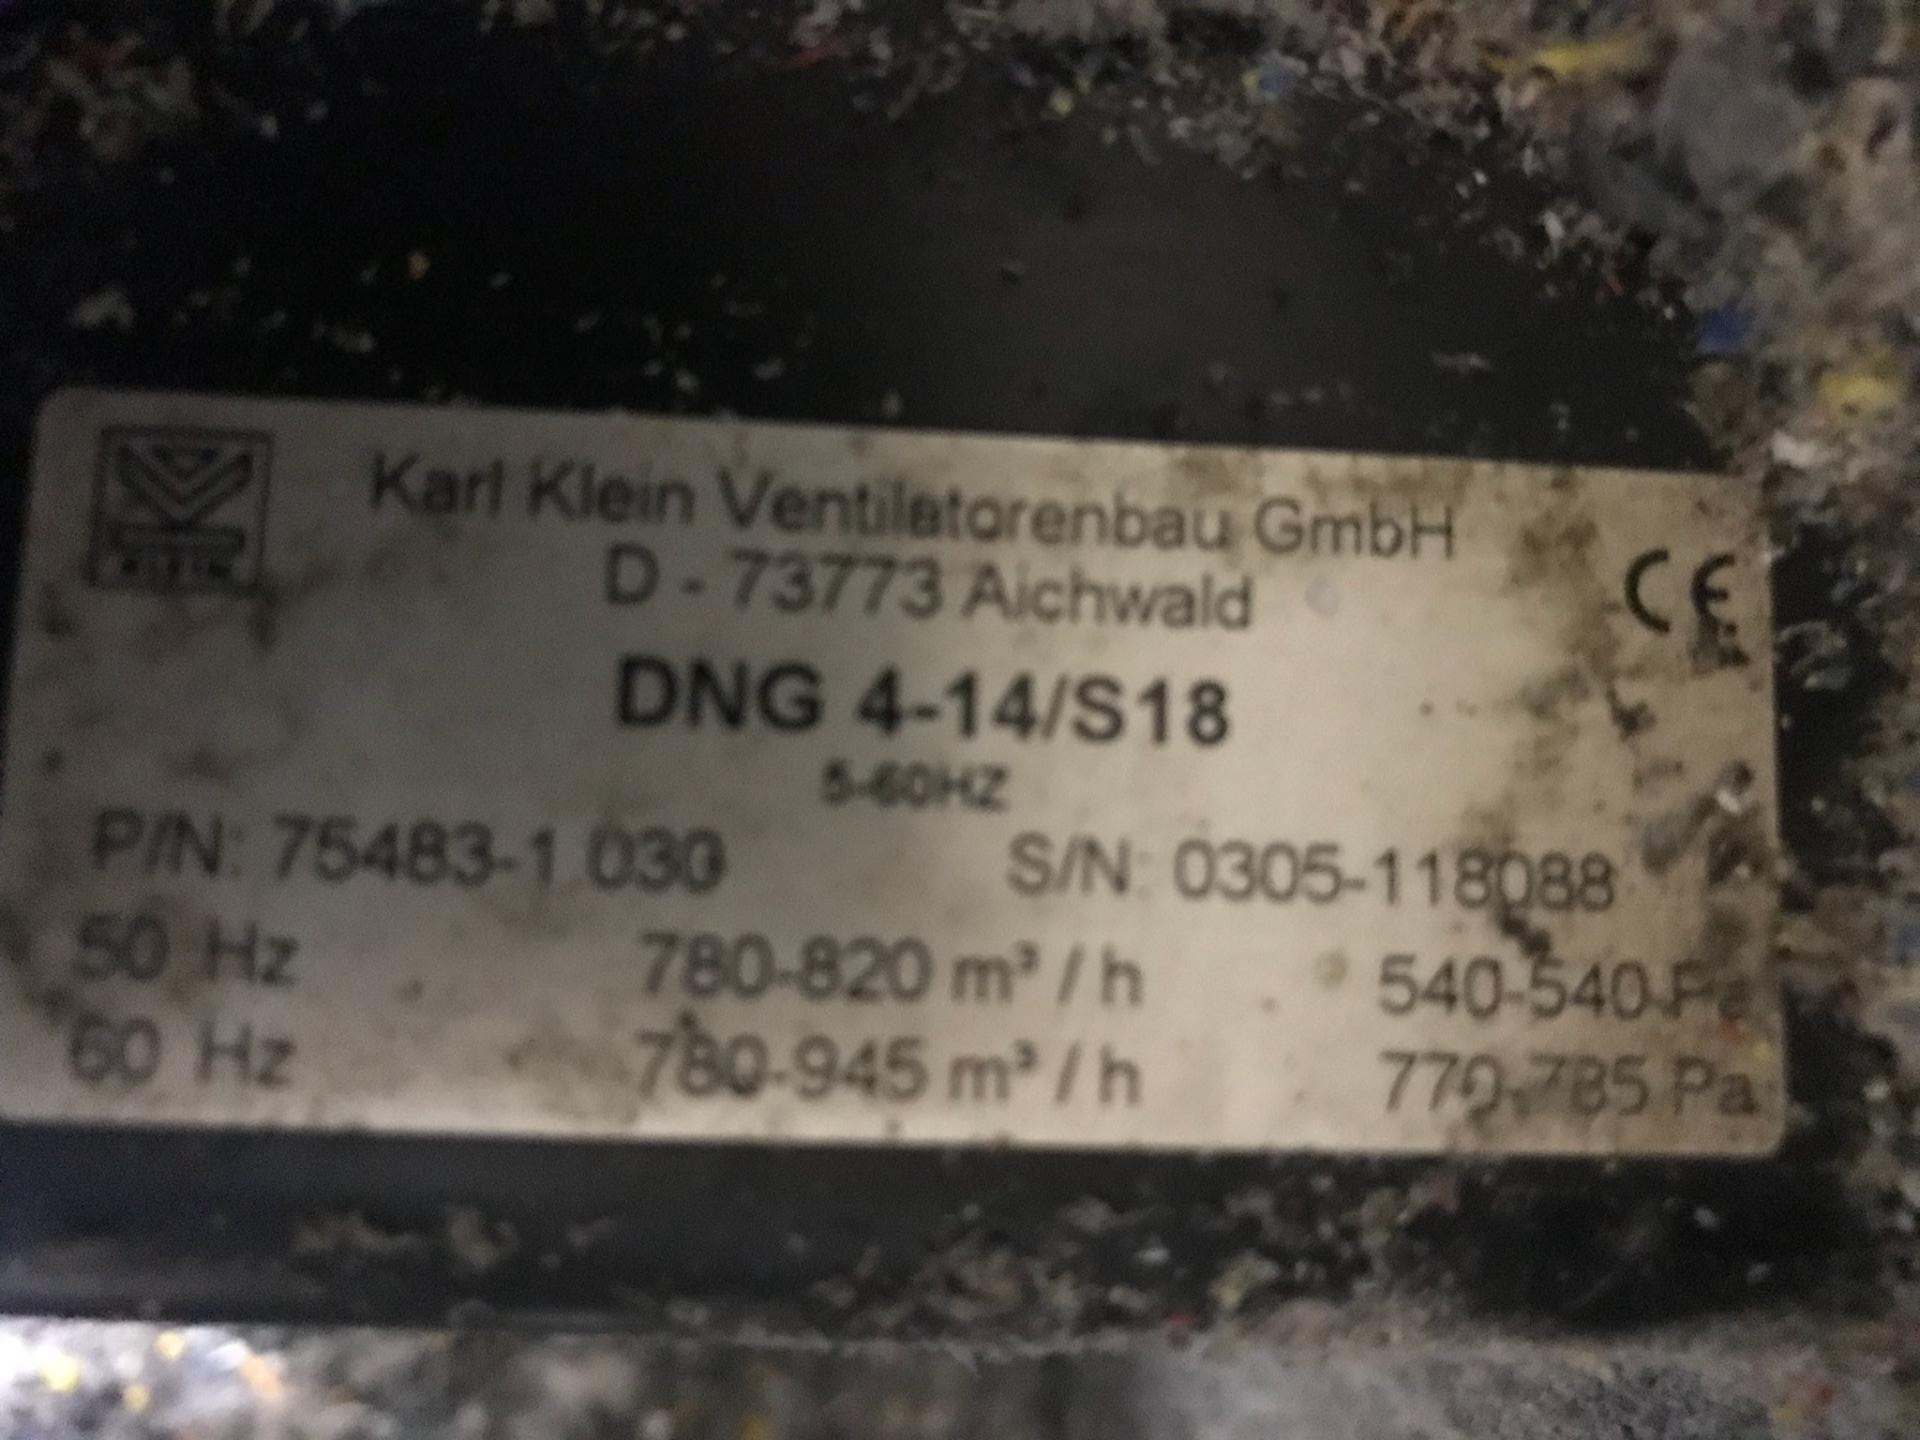 KLEIN
Karl Klein Ventilatorenbau GmbH
D - 73773 Aichwald
CE
DNG 4-14/S18
5-60HZ
P/N: 75483-1.030 S/N: 0305-118088
50 Hz 780-820 m³ / h 540-540 Pa
60 Hz 780-945 m³ / h 770-785 Pa